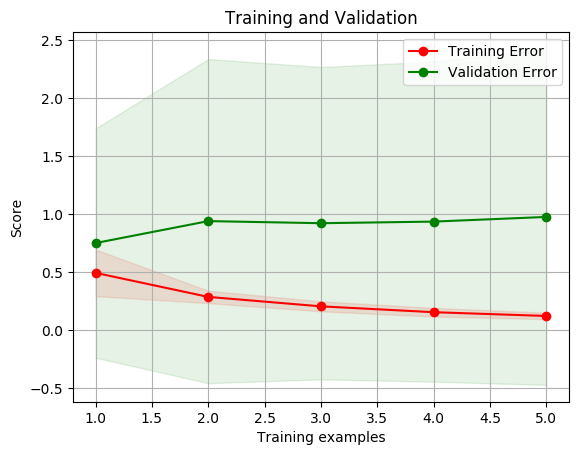 Training and Validation
2.5
2.0
1.5
1.0
0.5
0.0
−0.5
Score
Training Error
Validation Error
1.0 1.5 2.0 2.5 3.0 3.5 4.0 4.5 5.0
Training examples